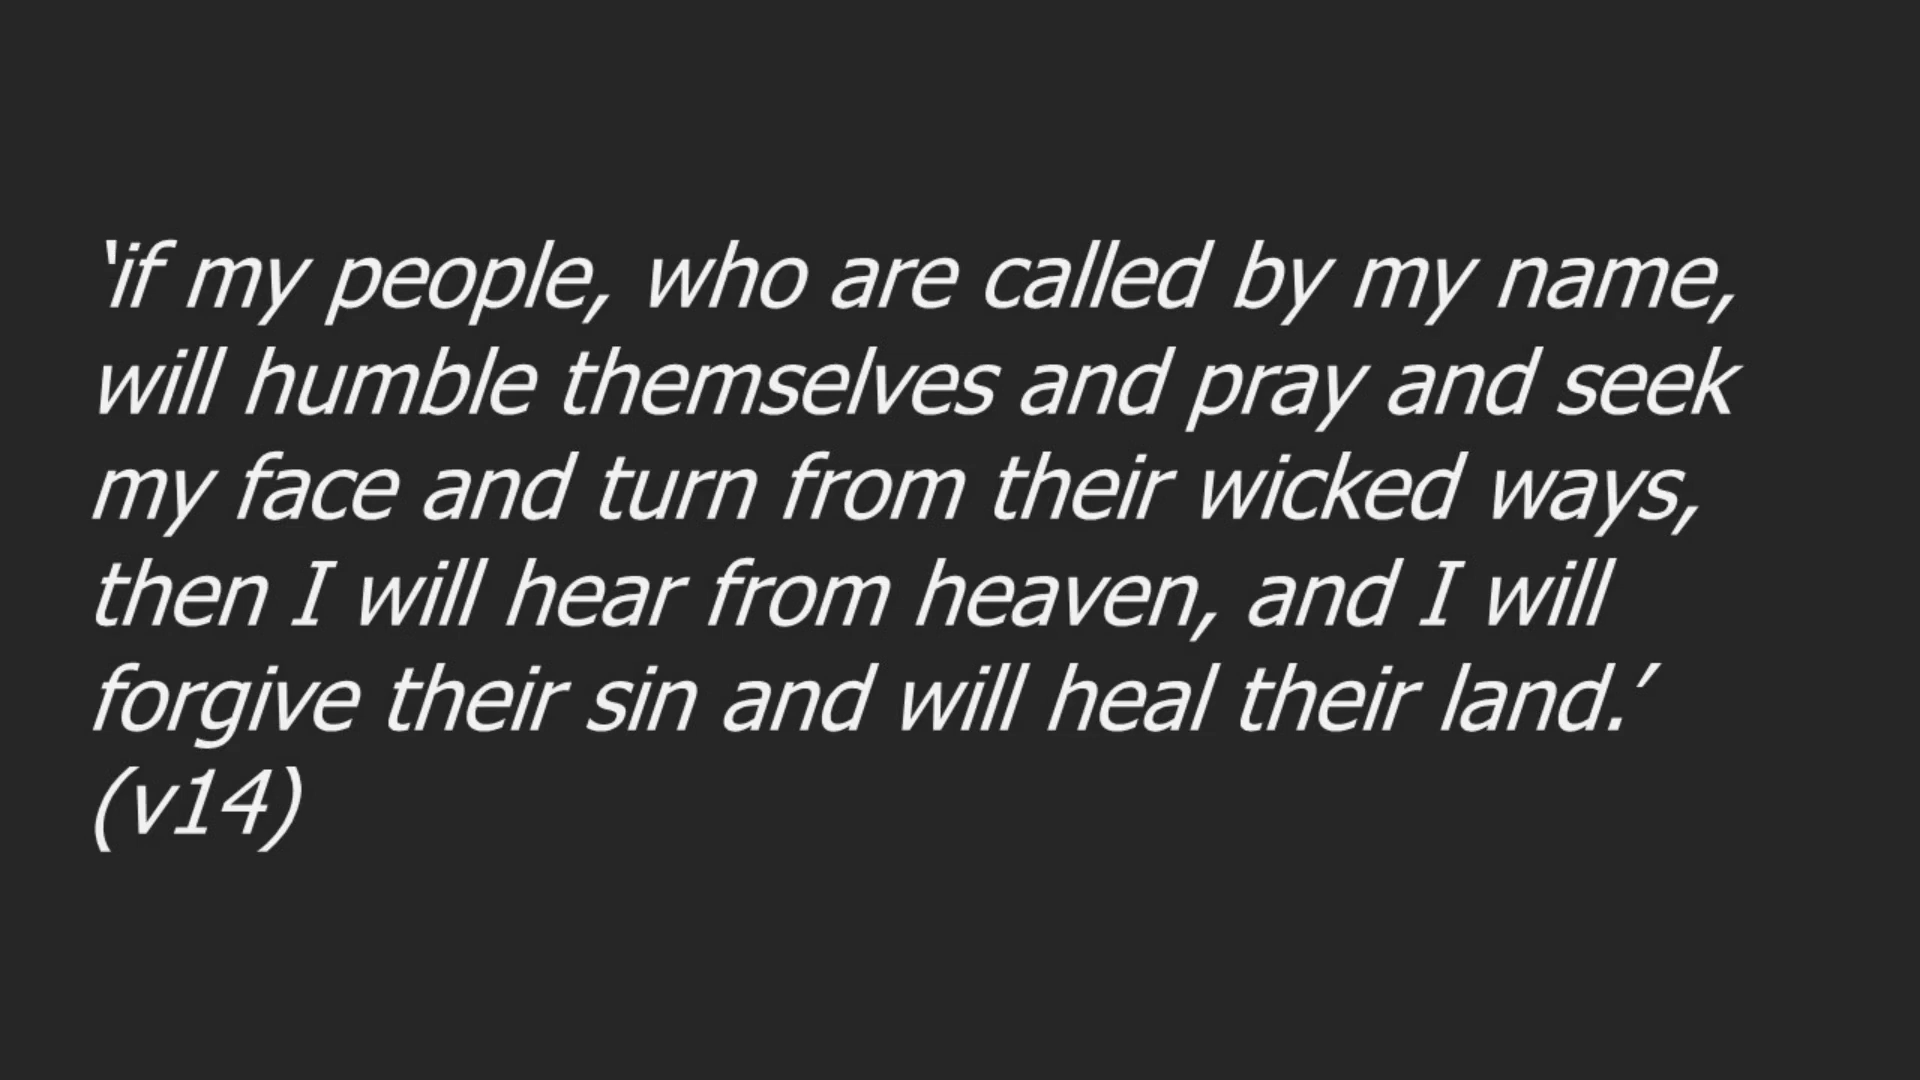 ‘if my people, who are called by my name,
will humble themselves and pray and seek
my face and turn from their wicked ways,
then I will hear from heaven, and I will
forgive their sin and will heal their land.’
(v14)